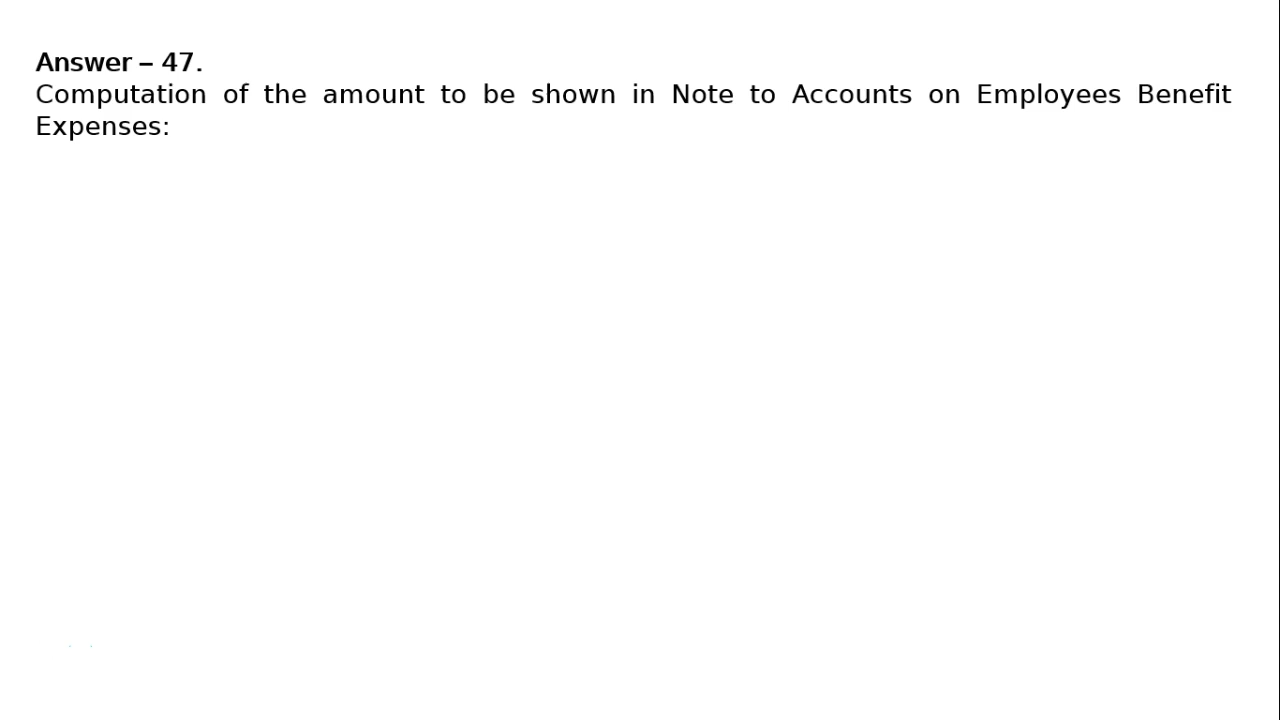 Answer – 47.
Computation of the amount to be shown in Note to Accounts on Employees Benefit
Expenses: